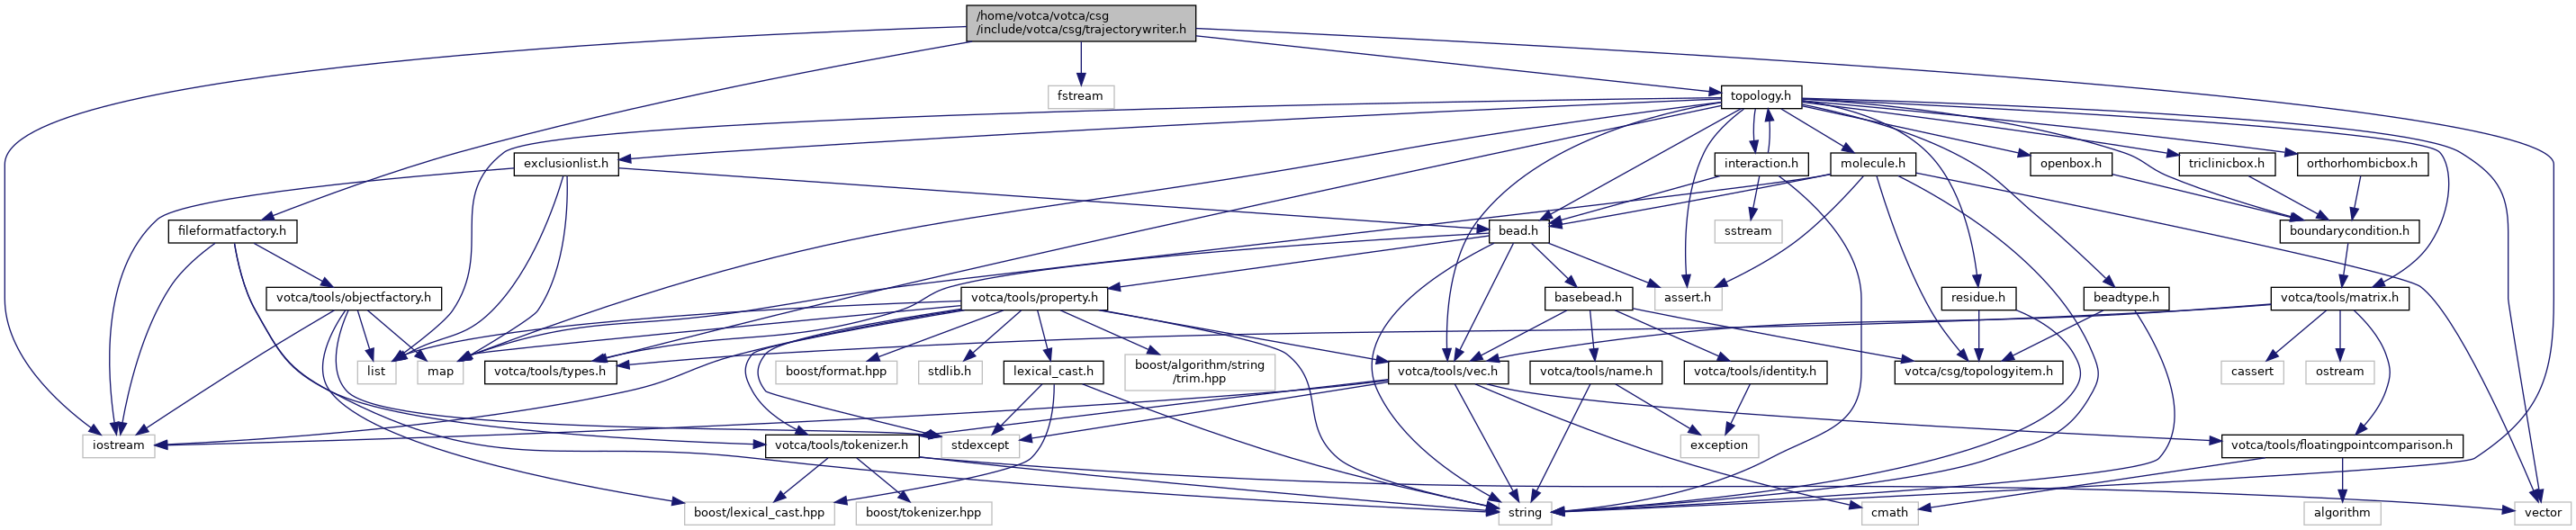 /home/votca/votca/csg
/include/votca/csg/trajectorywriter.h
fstream
topology.h
exclusionlist.h
interaction.h
molecule.h
openbox.h
triclinicbox.h
orthorhombicbox.h
fileformatfactory.h
bead.h
sstream
boundarycondition.h
votca/tools/objectfactory.h
votca/tools/property.h
basebead.h
assert.h
residue.h
beadtype.h
votca/tools/matrix.h
list
map
votca/tools/types.h
boost/format.hpp
stdlib.h
lexical_cast.h
boost/algorithm/string
/trim.hpp
votca/tools/vec.h
votca/tools/name.h
votca/tools/identity.h
votca/csg/topologyitem.h
cassert
ostream
iostream
votca/tools/tokenizer.h
stdexcept
exception
votca/tools/floatingpointcomparison.h
boost/lexical_cast.hpp
boost/tokenizer.hpp
string
cmath
algorithm
vector